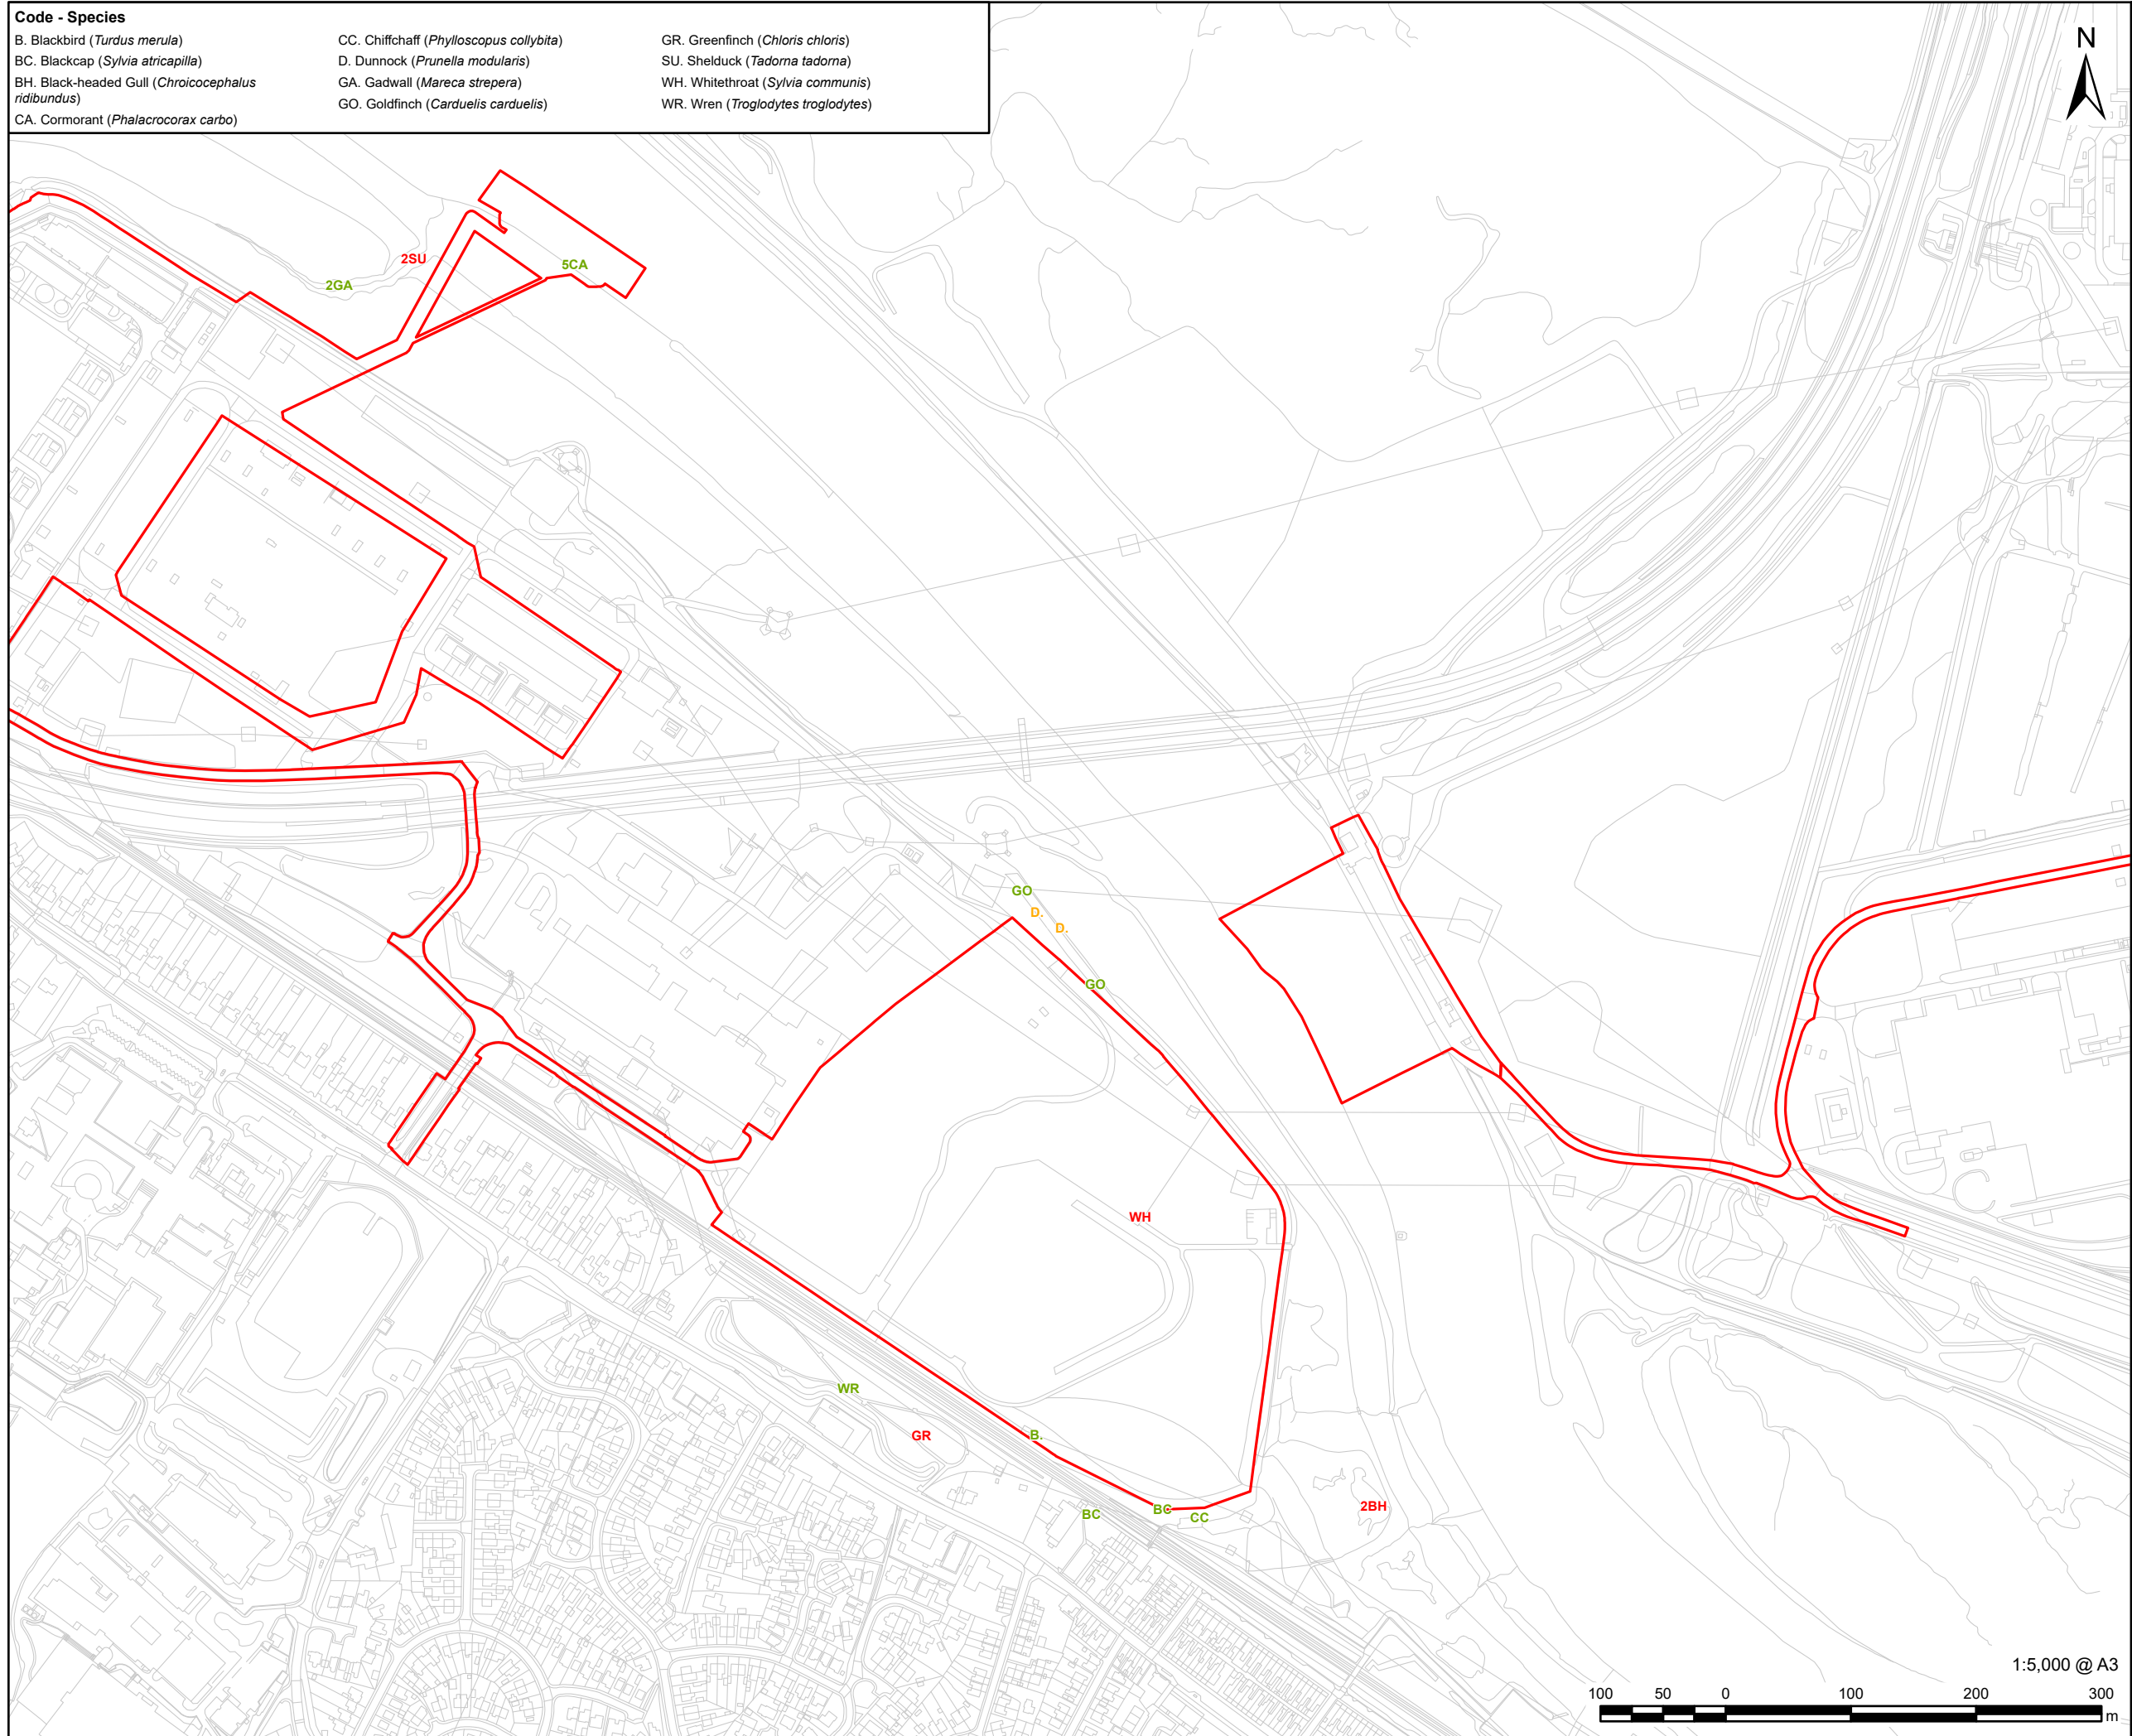 Code - Species
B. Blackbird (Turdus merula)
BC. Blackcap (Sylvia atricapilla)
BH. Black-headed Gull (Chroicocephalus
ridibundus)
CA. Cormorant (Phalacrocorax carbo)
CC. Chiffchaff (Phylloscopus collybita)
D. Dunnock (Prunella modularis)
GA. Gadwall (Mareca strepera)
GO. Goldfinch (Carduelis carduelis)
GR. Greenfinch (Chloris chloris)
SU. Shelduck (Tadorna tadorna)
WH. Whitethroat (Sylvia communis)
WR. Wren (Troglodytes troglodytes)
N
2SU
5CA
2GA
GO
D.
D.
GO
WH
WR
GR
B.
2BH
BC
BC
CC
1:5,000 @ A3
100 50 0 100 200 300
m